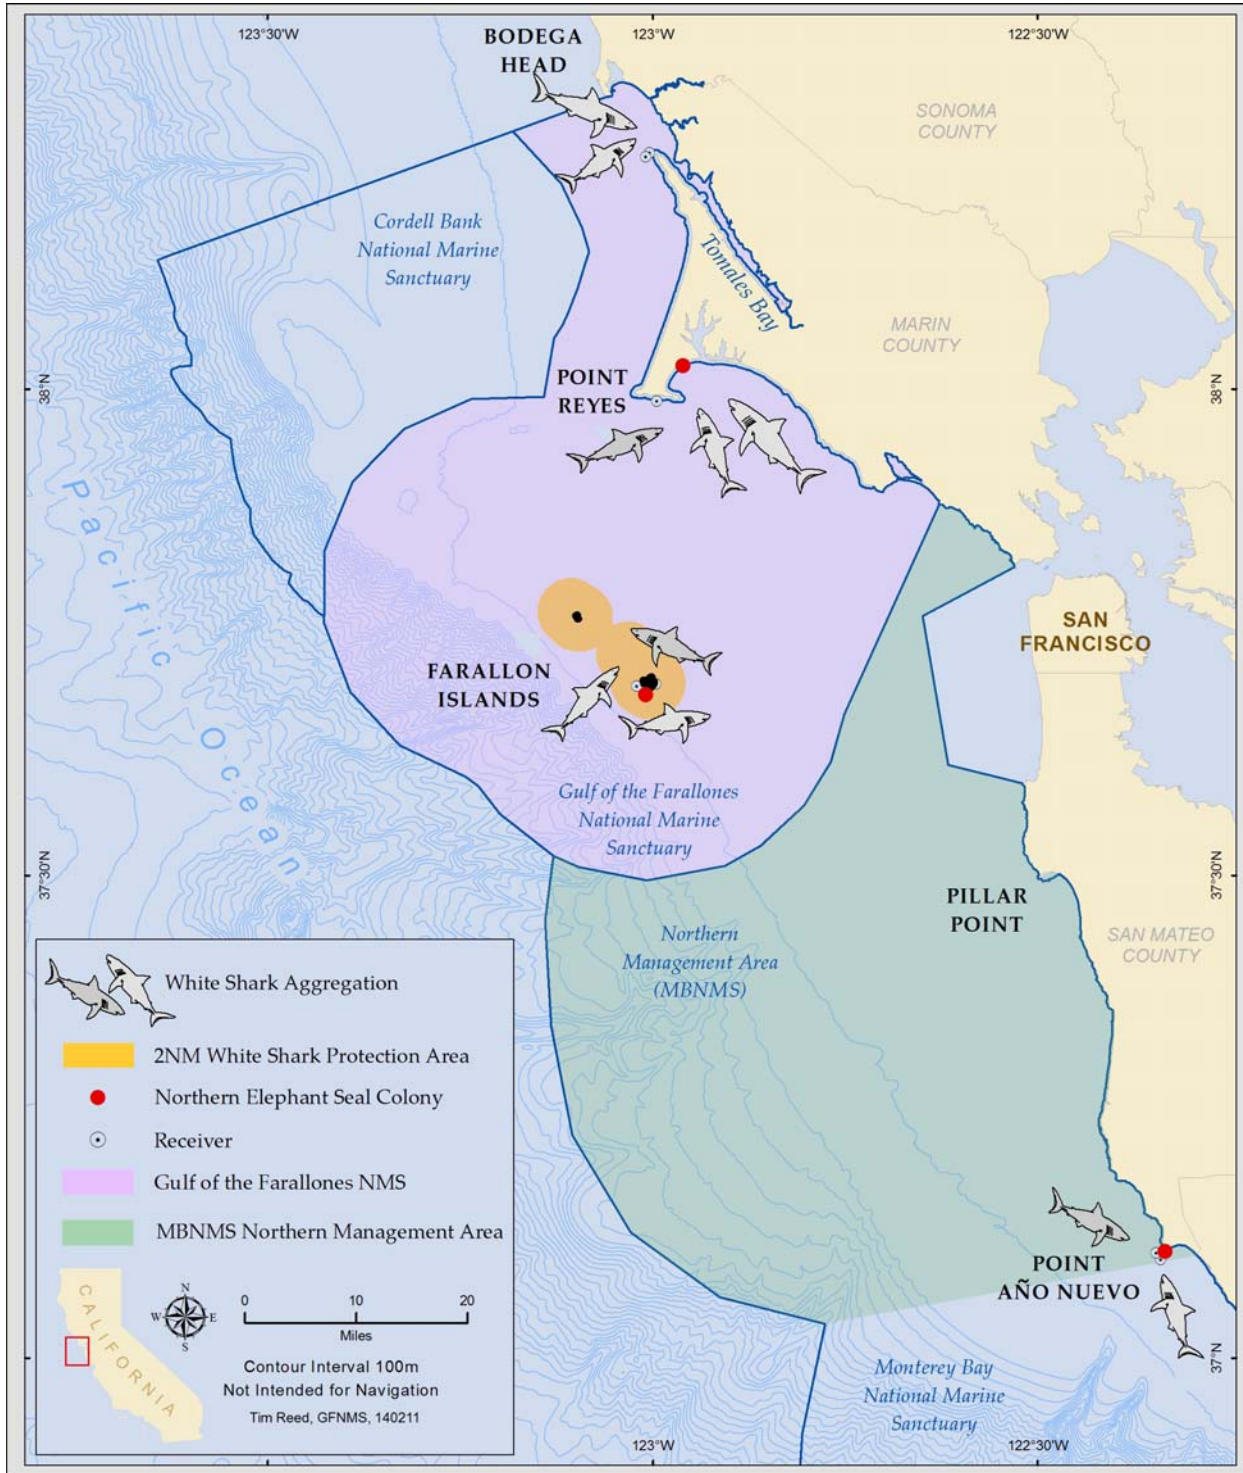 123°30'W
123°W
122°30'W
BODEGA
HEAD
SONOMA
COUNTY
Cordell Bank
National Marine
Sanctuary
Tomales Bay
MARIN
COUNTY
POINT
REYES
38°N
38°N
Pacific Ocean
SAN
FRANCISCO
FARALLON
ISLANDS
Gulf of the Farallones
National Marine
Sanctuary
37°30'N
37°30'N
PILLAR
POINT
Northern
Management Area
(MBNMS)
SAN MATEO
COUNTY
White Shark Aggregation
2NM White Shark Protection Area
Northern Elephant Seal Colony
Receiver
Gulf of the Farallones NMS
MBNMS Northern Management Area
POINT
AÑO NUEVO
CALIFORNIA
N
W
E
S
0
10
20
Miles
Contour Interval 100m
Not Intended for Navigation
Tim Reed, GFNMS, 140211
Monterey Bay
National Marine
Sanctuary
37°N
123°W
122°30'W